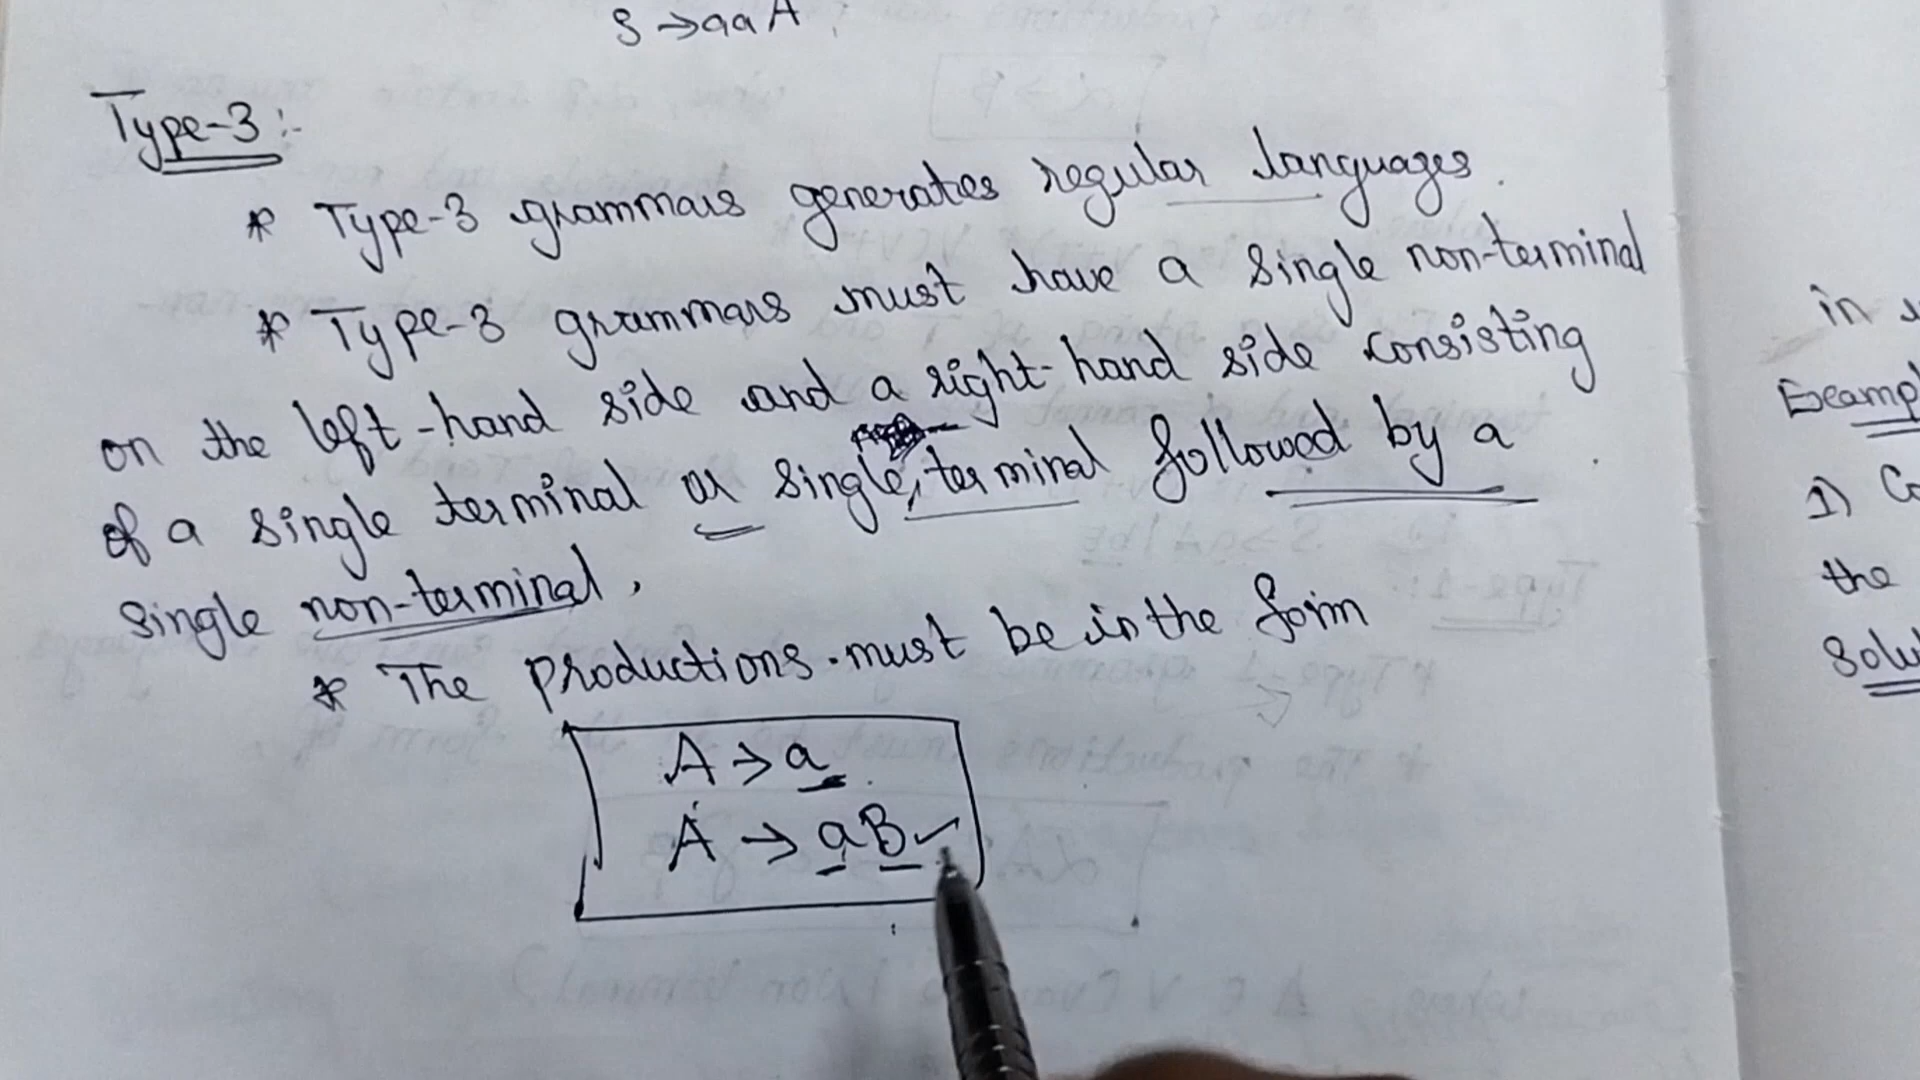 S → aaA
Type-3 :-
* Type-3 grammars generates regular languages.
* Type-3 grammars must have a single non-terminal
on the left-hand side and a right-hand side consisting
of a single terminal or single, terminal followed by a
single non-terminal,
* The productions must be in the form
A → a
A → aB
in
Exampl
1) Co
the
Solu